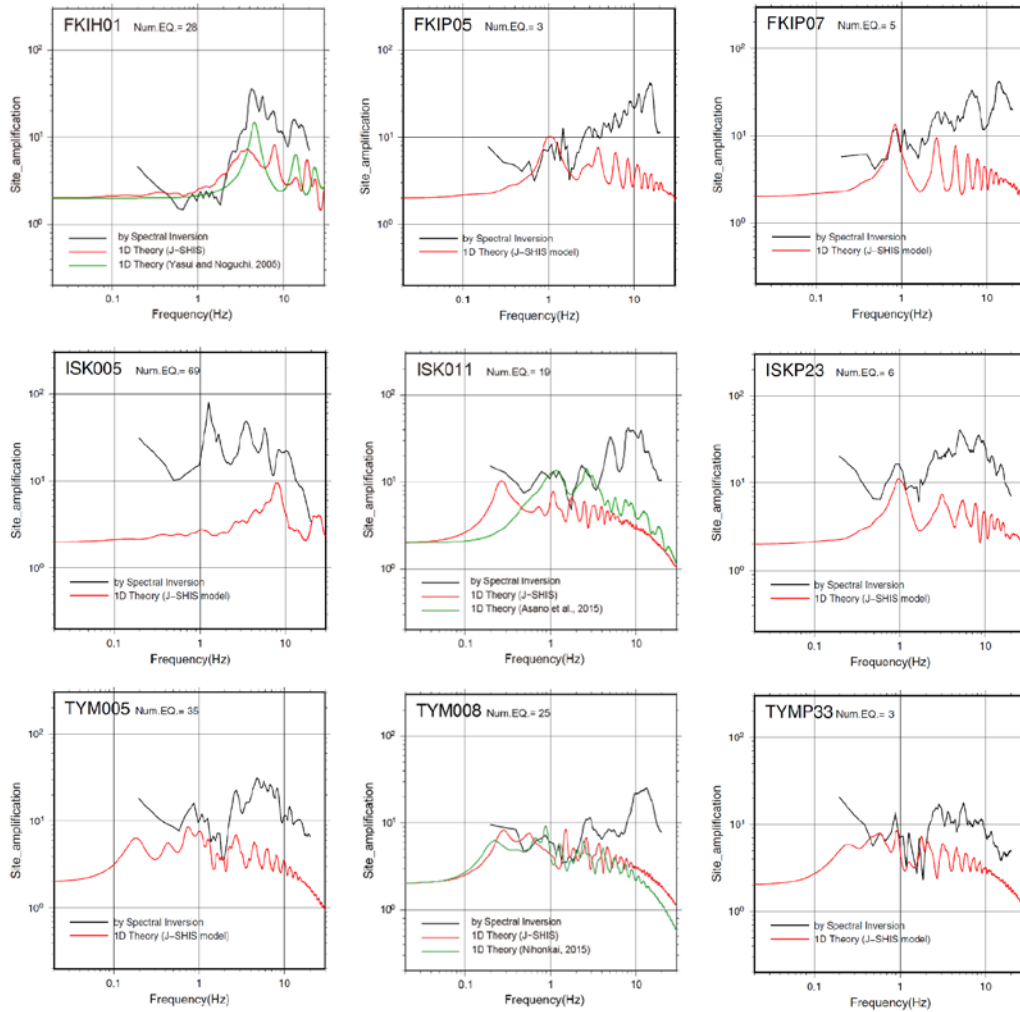 FKIH01 Num.EQ.= 28
10²
10¹
10⁰
Site_amplification
by Spectral Inversion
1D Theory (J-SHIS)
1D Theory (Yasui and Noguchi, 2005)
0.1 1 10
Frequency(Hz)
FKIP05 Num.EQ.= 3
10²
10¹
10⁰
Site_amplification
by Spectral Inversion
1D Theory (J-SHIS model)
0.1 1 10
Frequency(Hz)
FKIP07 Num.EQ.= 5
10²
10¹
10⁰
Site_amplification
by Spectral Inversion
1D Theory (J-SHIS model)
0.1 1 10
Frequency(Hz)
ISK005 Num.EQ.= 69
10²
10¹
10⁰
Site_amplification
by Spectral Inversion
1D Theory (J-SHIS model)
0.1 1 10
Frequency(Hz)
ISK011 Num.EQ.= 19
10²
10¹
10⁰
Site_amplification
by Spectral Inversion
1D Theory (J-SHIS)
1D Theory (Asano et al., 2015)
0.1 1 10
Frequency(Hz)
ISKP23 Num.EQ.= 6
10²
10¹
10⁰
Site_amplification
by Spectral Inversion
1D Theory (J-SHIS model)
0.1 1 10
Frequency(Hz)
TYM005 Num.EQ.= 35
10²
10¹
10⁰
Site_amplification
by Spectral Inversion
1D Theory (J-SHIS model)
0.1 1 10
Frequency(Hz)
TYM008 Num.EQ.= 25
10²
10¹
10⁰
Site_amplification
by Spectral Inversion
1D Theory (J-SHIS)
1D Theory (Nihonkai, 2015)
0.1 1 10
Frequency(Hz)
TYMP33 Num.EQ.= 3
10²
10¹
10⁰
Site_amplification
by Spectral Inversion
1D Theory (J-SHIS model)
0.1 1 10
Frequency(Hz)